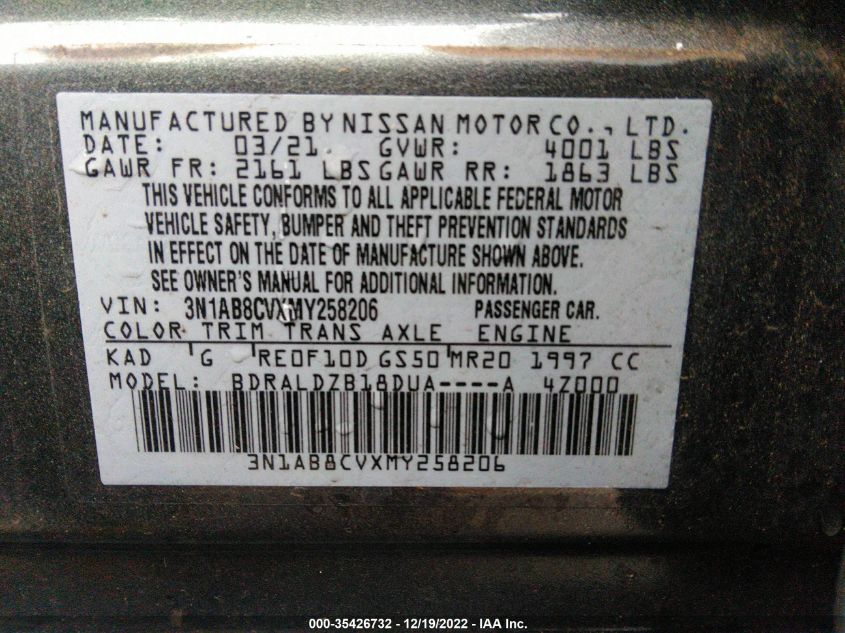 MANUFACTURED BY NISSAN MOTOR CO., LTD.
DATE: 03/21 GVWR: 4001 LBS
GAWR FR: 2161 LBS GAWR RR: 1863 LBS
THIS VEHICLE CONFORMS TO ALL APPLICABLE FEDERAL MOTOR
VEHICLE SAFETY, BUMPER AND THEFT PREVENTION STANDARDS
IN EFFECT ON THE DATE OF MANUFACTURE SHOWN ABOVE.
SEE OWNER'S MANUAL FOR ADDITIONAL INFORMATION.
VIN: 3N1AB8CVXMY258206 PASSENGER CAR.
COLOR TRIM TRANS AXLE ENGINE
KAD G RE0F10D GS50 MR20 1997 CC
MODEL: BDRALDZB18DUA----A 4Z000
3N1AB8CVXMY258206
000-35426732 - 12/19/2022 - IAA Inc.